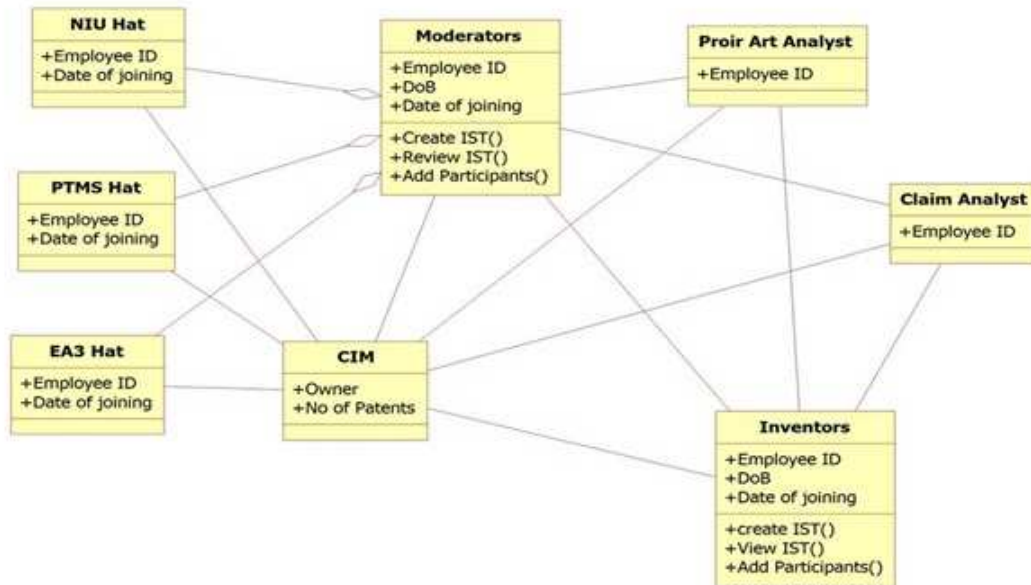 NIU Hat
+Employee ID
+Date of joining
Moderators
+Employee ID
+DoB
+Date of joining
+Create IST()
+Review IST()
+Add Participants()
Proir Art Analyst
+Employee ID
PTMS Hat
+Employee ID
+Date of joining
Claim Analyst
+Employee ID
EA3 Hat
+Employee ID
+Date of joining
CIM
+Owner
+No of Patents
Inventors
+Employee ID
+DoB
+Date of joining
+create IST()
+View IST()
+Add Participants()